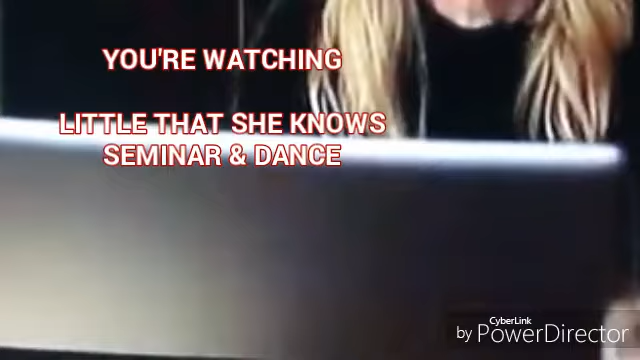 YOU'RE WATCHING
LITTLE THAT SHE KNOWS
SEMINAR & DANCE
CyberLink
by PowerDirector